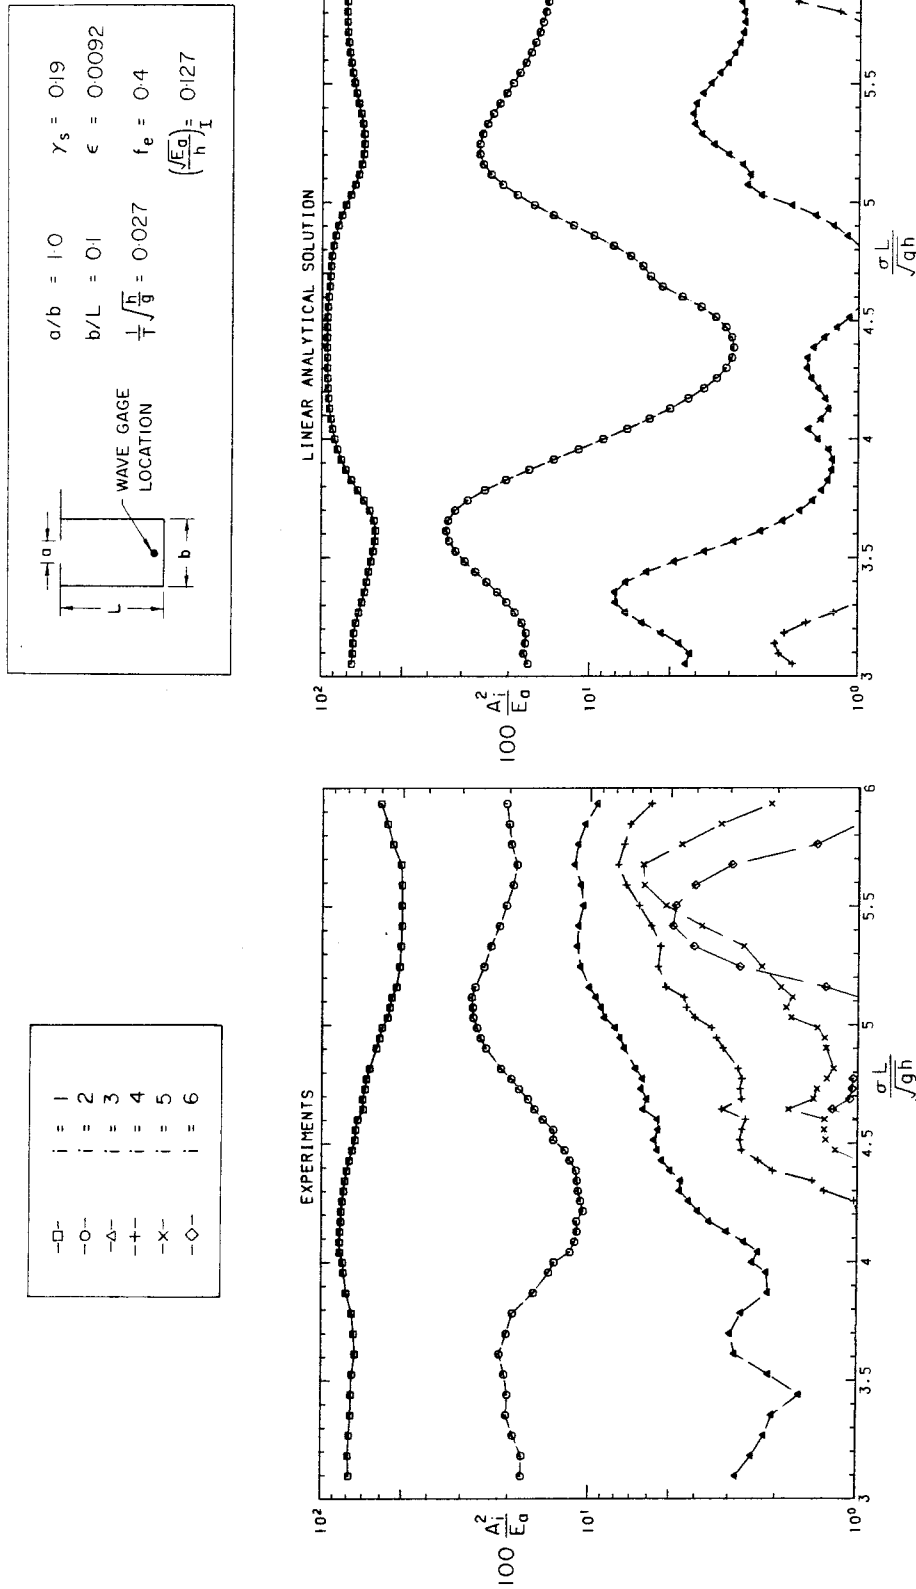 -□- i = 1
-○- i = 2
-△- i = 3
-+- i = 4
-×- i = 5
-◇- i = 6
a
L
b
WAVE GAGE
LOCATION
a/b = 1·0
b/L = 0·1
1/T √(h/g) = 0·027
γs = 0·19
ϵ = 0·0092
fe = 0·4
(√Ea/h)I = 0·127
EXPERIMENTS
100 Ai²/Ea
10²
10¹
10⁰
3 3.5 4 4.5 5 5.5 6
σL/√gh
LINEAR ANALYTICAL SOLUTION
100 Ai²/Ea
10²
10¹
10⁰
3 3.5 4 4.5 5 5.5
σL/√gh